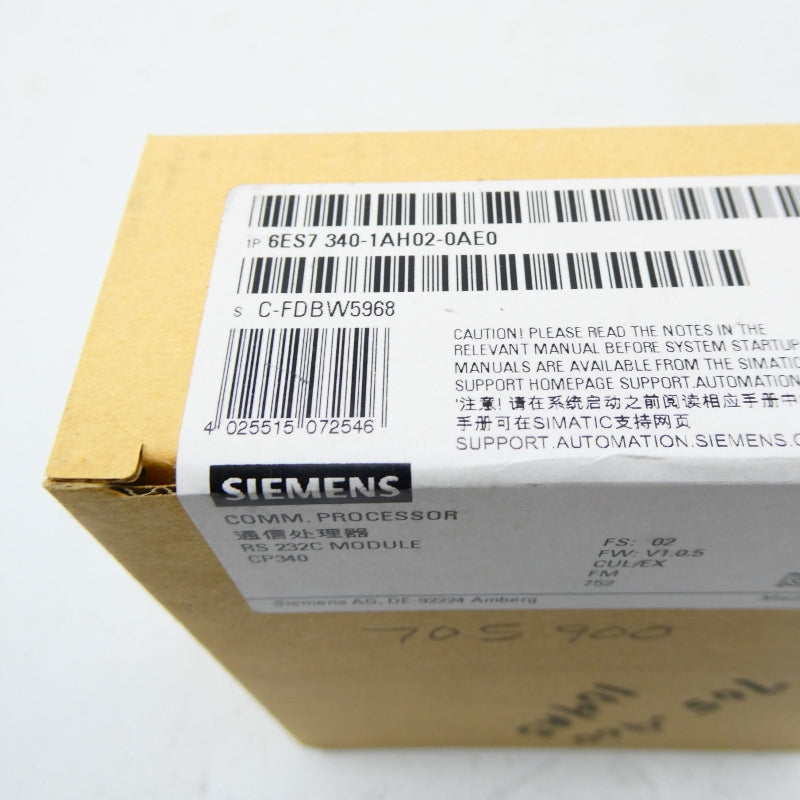 1P 6ES7 340-1AH02-0AE0
S C-FDBW5968
4 025515 072546
CAUTION! PLEASE READ THE NOTES IN THE
RELEVANT MANUAL BEFORE SYSTEM STARTUP
MANUALS ARE AVAILABLE FROM THE SIMATIC
SUPPORT HOMEPAGE SUPPORT.AUTOMATION
'注意! 请在系统启动之前阅读相应手册中
手册可在SIMATIC支持网页
SUPPORT.AUTOMATION.SIEMENS.C
SIEMENS
COMM. PROCESSOR
通信处理器
RS 232C MODULE
CP340
FS: 02
FW: V1.0.5
CUL/EX
FM
752
Siemens AG, DE-92224 Amberg
705 900